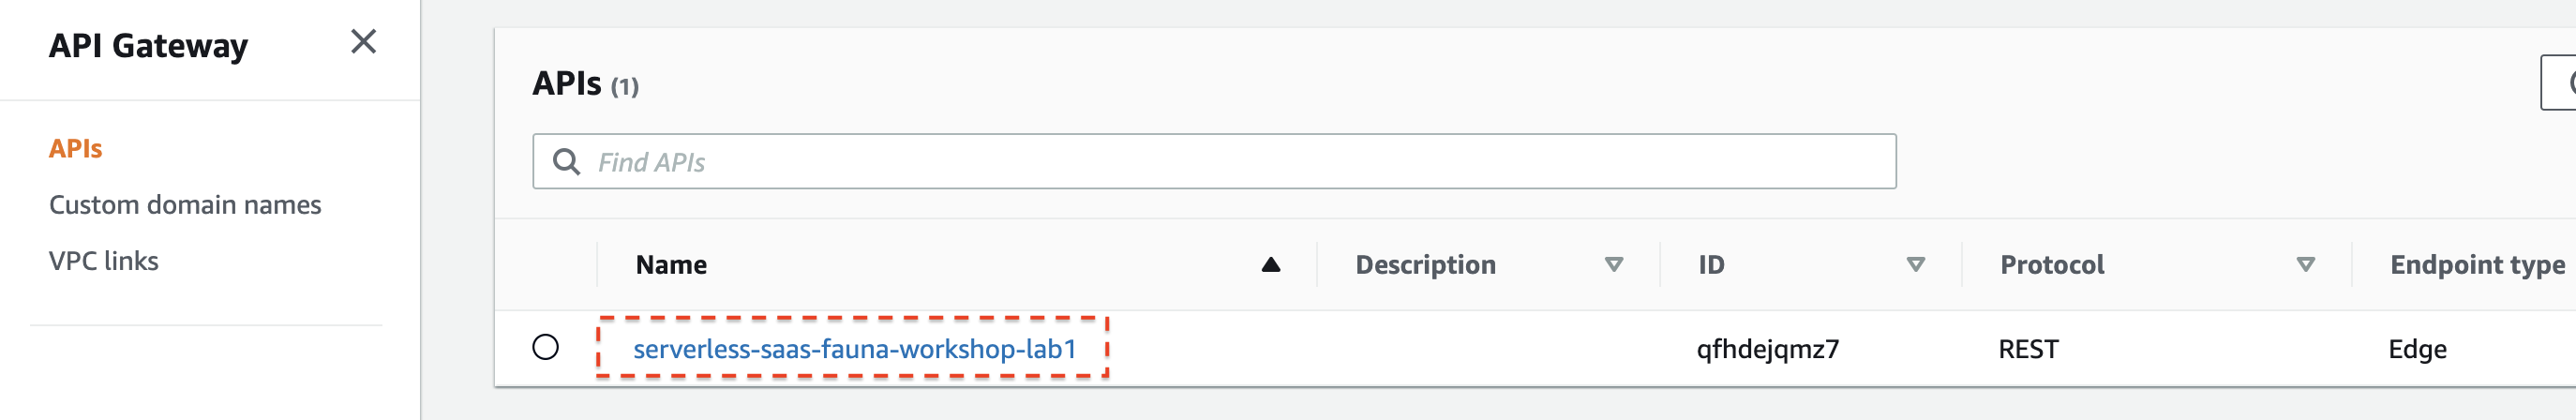 API Gateway
APIs
Custom domain names
VPC links
APIs (1)
Find APIs
Name Description ID Protocol Endpoint type
serverless-saas-fauna-workshop-lab1 qfhdejqmz7 REST Edge